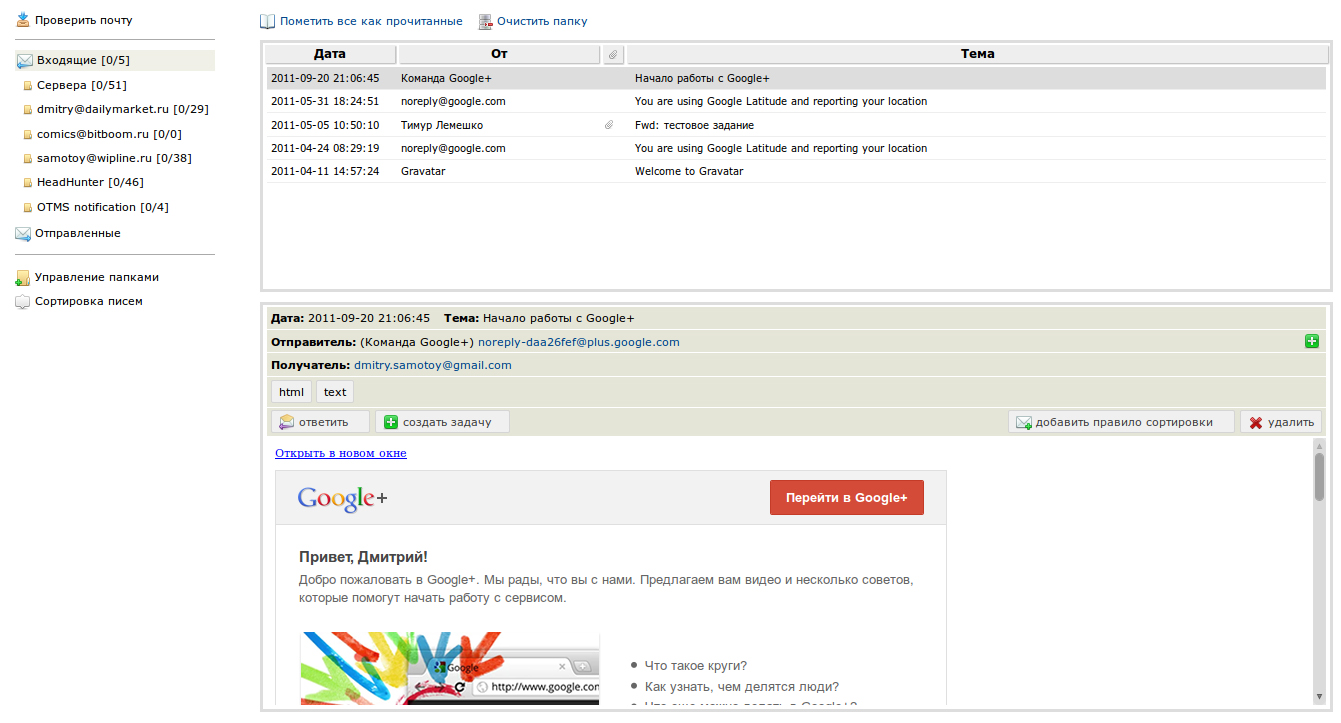 Проверить почту
Входящие [0/5]
Сервера [0/51]
dmitry@dailymarket.ru [0/29]
comics@bitboom.ru [0/0]
samotoy@wipline.ru [0/38]
HeadHunter [0/46]
OTMS notification [0/4]
Отправленные
Управление папками
Сортировка писем
Пометить все как прочитанные Очистить папку
Дата От Тема
2011-09-20 21:06:45 Команда Google+ Начало работы с Google+
2011-05-31 18:24:51 noreply@google.com You are using Google Latitude and reporting your location
2011-05-05 10:50:10 Тимур Лемешко Fwd: тестовое задание
2011-04-24 08:29:19 noreply@google.com You are using Google Latitude and reporting your location
2011-04-11 14:57:24 Gravatar Welcome to Gravatar
Дата: 2011-09-20 21:06:45 Тема: Начало работы с Google+
Отправитель: (Команда Google+) noreply-daa26fef@plus.google.com
Получатель: dmitry.samotoy@gmail.com
html text
ответить создать задачу добавить правило сортировки удалить
Открыть в новом окне
Google+ Перейти в Google+
Привет, Дмитрий!
Добро пожаловать в Google+. Мы рады, что вы с нами. Предлагаем вам видео и несколько советов,
которые помогут начать работу с сервисом.
Google
http://www.google.con
Что такое круги?
Как узнать, чем делятся люди?
Что еще можно делать в Google+?